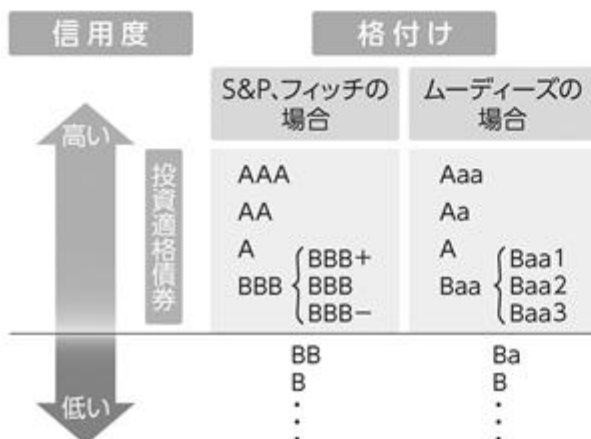 信用度
格付け
S&P、フィッチの
場合
ムーディーズの
場合
高い
投資適格債券
AAA
Aaa
AA
Aa
A
A
BBB
BBB+
BBB
BBB−
Baa
Baa1
Baa2
Baa3
BB
Ba
B
B
・
・
・
・
・
・
低い